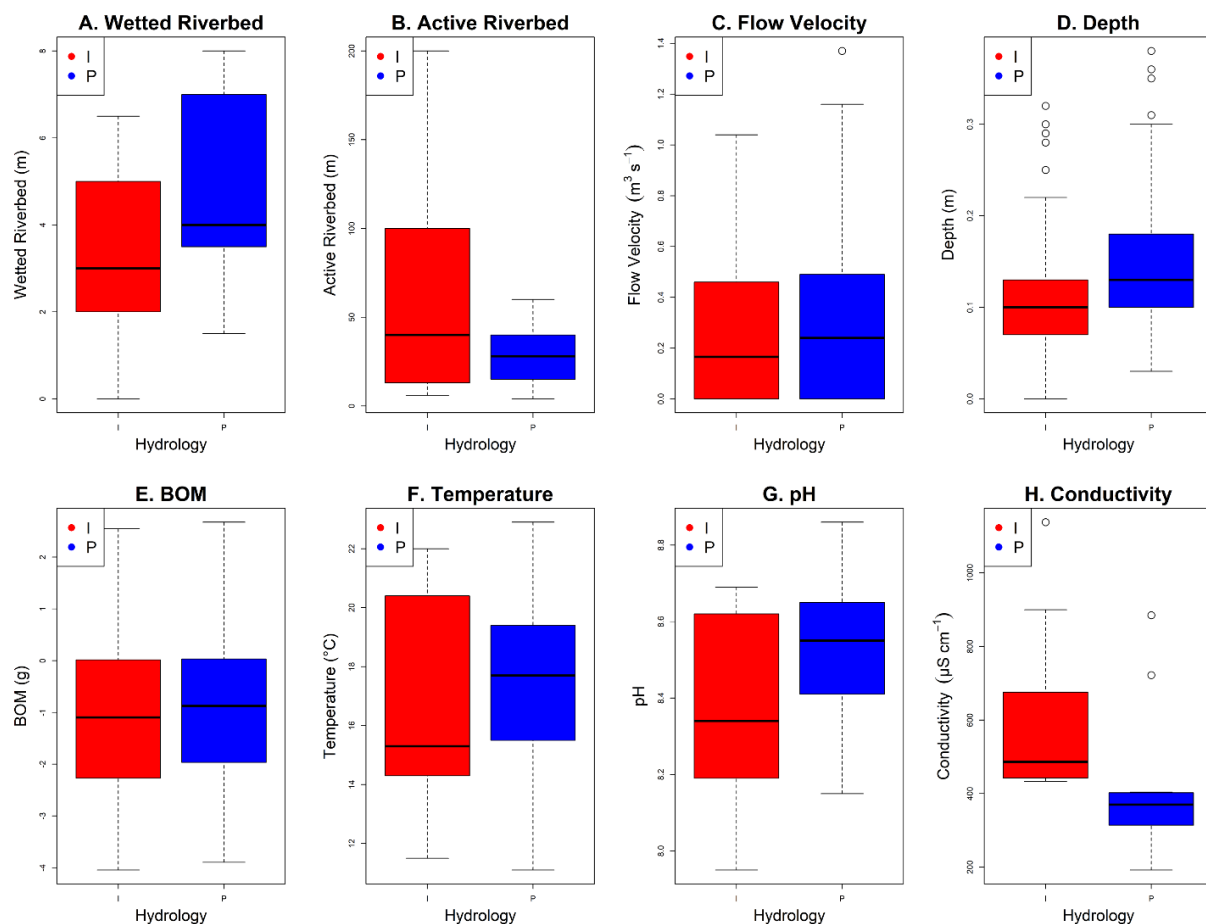 A. Wetted Riverbed
I
P
Wetted Riverbed (m)
8
6
4
2
0
I
P
Hydrology
B. Active Riverbed
I
P
Active Riverbed (m)
200
150
100
50
0
I
P
Hydrology
C. Flow Velocity
I
P
Flow Velocity (m³ s⁻¹)
1.4
1.2
1.0
0.8
0.6
0.4
0.2
0.0
I
P
Hydrology
D. Depth
I
P
Depth (m)
0.3
0.2
0.1
0.0
I
P
Hydrology
E. BOM
I
P
BOM (g)
2
1
0
-1
-2
-3
-4
I
P
Hydrology
F. Temperature
I
P
Temperature (°C)
22
20
18
16
14
12
I
P
Hydrology
G. pH
I
P
pH
8.8
8.6
8.4
8.2
8.0
I
P
Hydrology
H. Conductivity
I
P
Conductivity (µS cm⁻¹)
1000
800
600
400
200
I
P
Hydrology